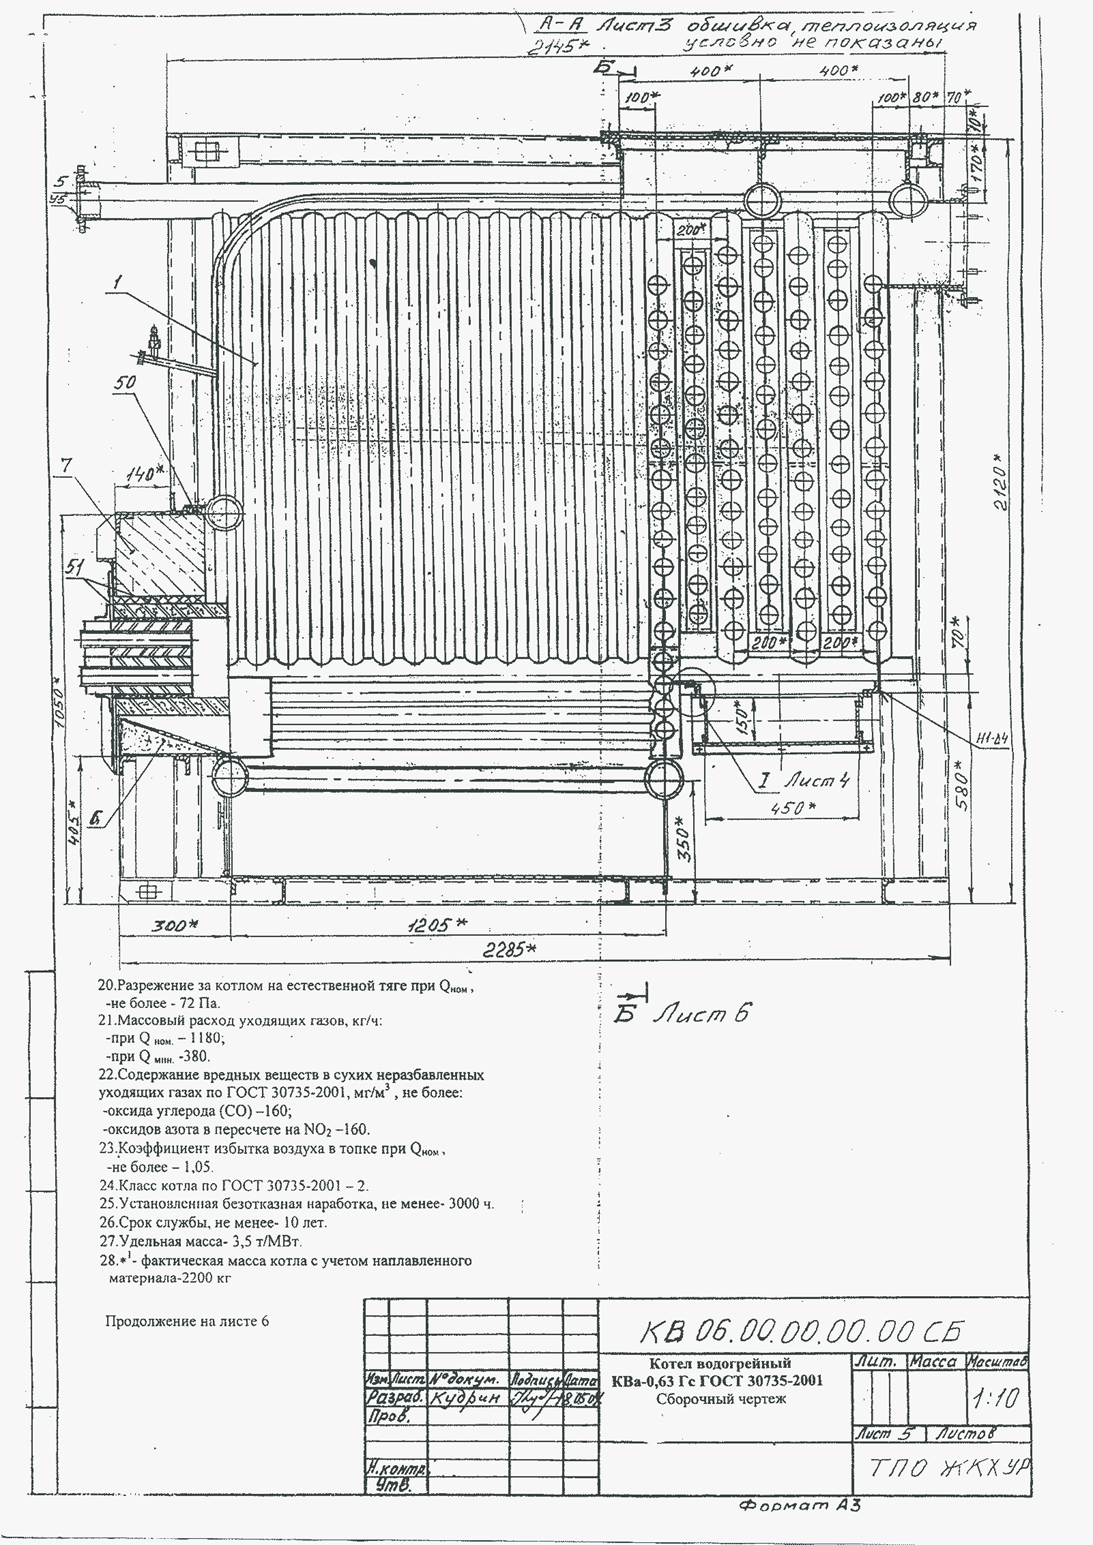 А-А Лист 3 обшивка, теплоизоляция
условно не показаны
2145*
Б
400*
400*
100*
100*
80*
70*
10*
170*
5
У5
200*
1
50
7
140*
51
2120*
200*
200*
70*
1050*
150*
Н1-Δ4
I Лист 4
580*
450*
405*
Б
350*
300*
1205*
2285*
20.Разрежение за котлом на естественной тяге при Qном ,
-не более - 72 Па.
21.Массовый расход уходящих газов, кг/ч:
-при Q ном. – 1180;
-при Q мин. -380.
22.Содержание вредных веществ в сухих неразбавленных
уходящих газах по ГОСТ 30735-2001, мг/м³ , не более:
-оксида углерода (СО) –160;
-оксидов азота в пересчете на NO₂ –160.
23.Коэффициент избытка воздуха в топке при Qном ,
-не более – 1,05.
24.Класс котла по ГОСТ 30735-2001 – 2.
25.Установленная безотказная наработка, не менее- 3000 ч.
26.Срок службы, не менее- 10 лет.
27.Удельная масса- 3,5 т/МВт.
28.*¹- фактическая масса котла с учетом наплавленного
материала-2200 кг
Продолжение на листе 6
Б Лист 6
КВ 06.00.00.00.00 СБ
Котел водогрейный
КВа-0,63 Гс ГОСТ 30735-2001
Сборочный чертеж
Лит. Масса Масштаб
1:10
Изм. Лист № докум. Подпись Дата
Разраб. Кудрин
Пров.
Лист 5 Листов
Н.контр.
Утв.
ТПО ЖКХ УР
Формат А3